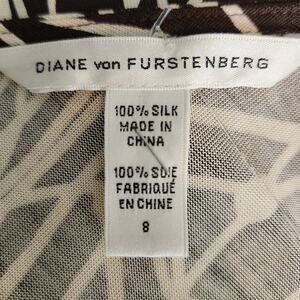 DIANE von FURSTENBERG
100% SILK
MADE IN
CHINA
100% SOIE
FABRIQUÉ
EN CHINE
8